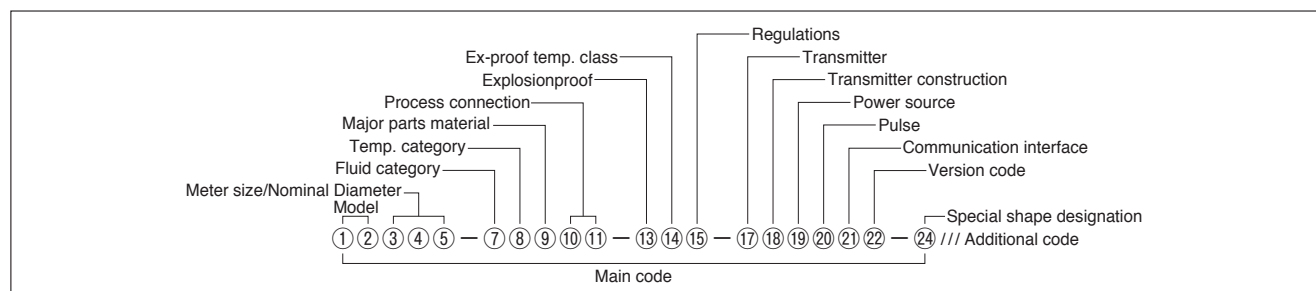 Regulations
Ex-proof temp. class
Transmitter
Explosionproof
Transmitter construction
Process connection
Power source
Major parts material
Pulse
Temp. category
Communication interface
Fluid category
Version code
Meter size/Nominal Diameter
Model
Special shape designation
①②③④⑤—⑦⑧⑨⑩⑪—⑬⑭⑮—⑰⑱⑲⑳㉑㉒—㉔ /// Additional code
Main code